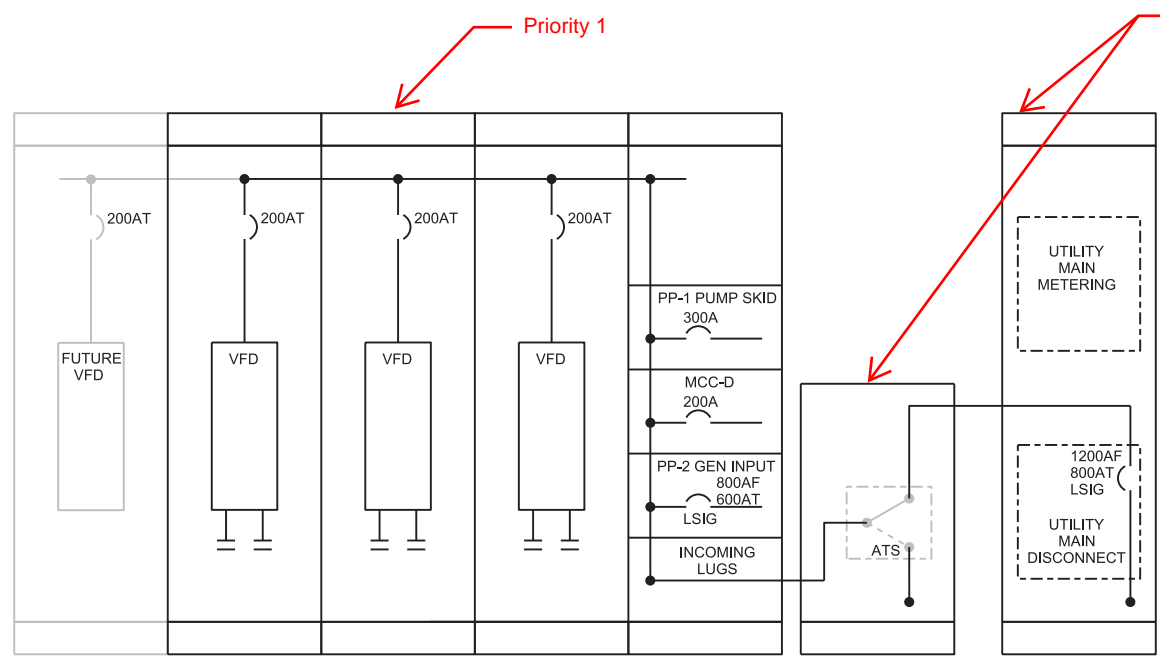 Priority 1
200AT
200AT
200AT
200AT
FUTURE
VFD
VFD
VFD
VFD
PP-1 PUMP SKID
300A
MCC-D
200A
PP-2 GEN INPUT
800AF
600AT
LSIG
INCOMING
LUGS
ATS
UTILITY
MAIN
METERING
1200AF
800AT
LSIG
UTILITY
MAIN
DISCONNECT